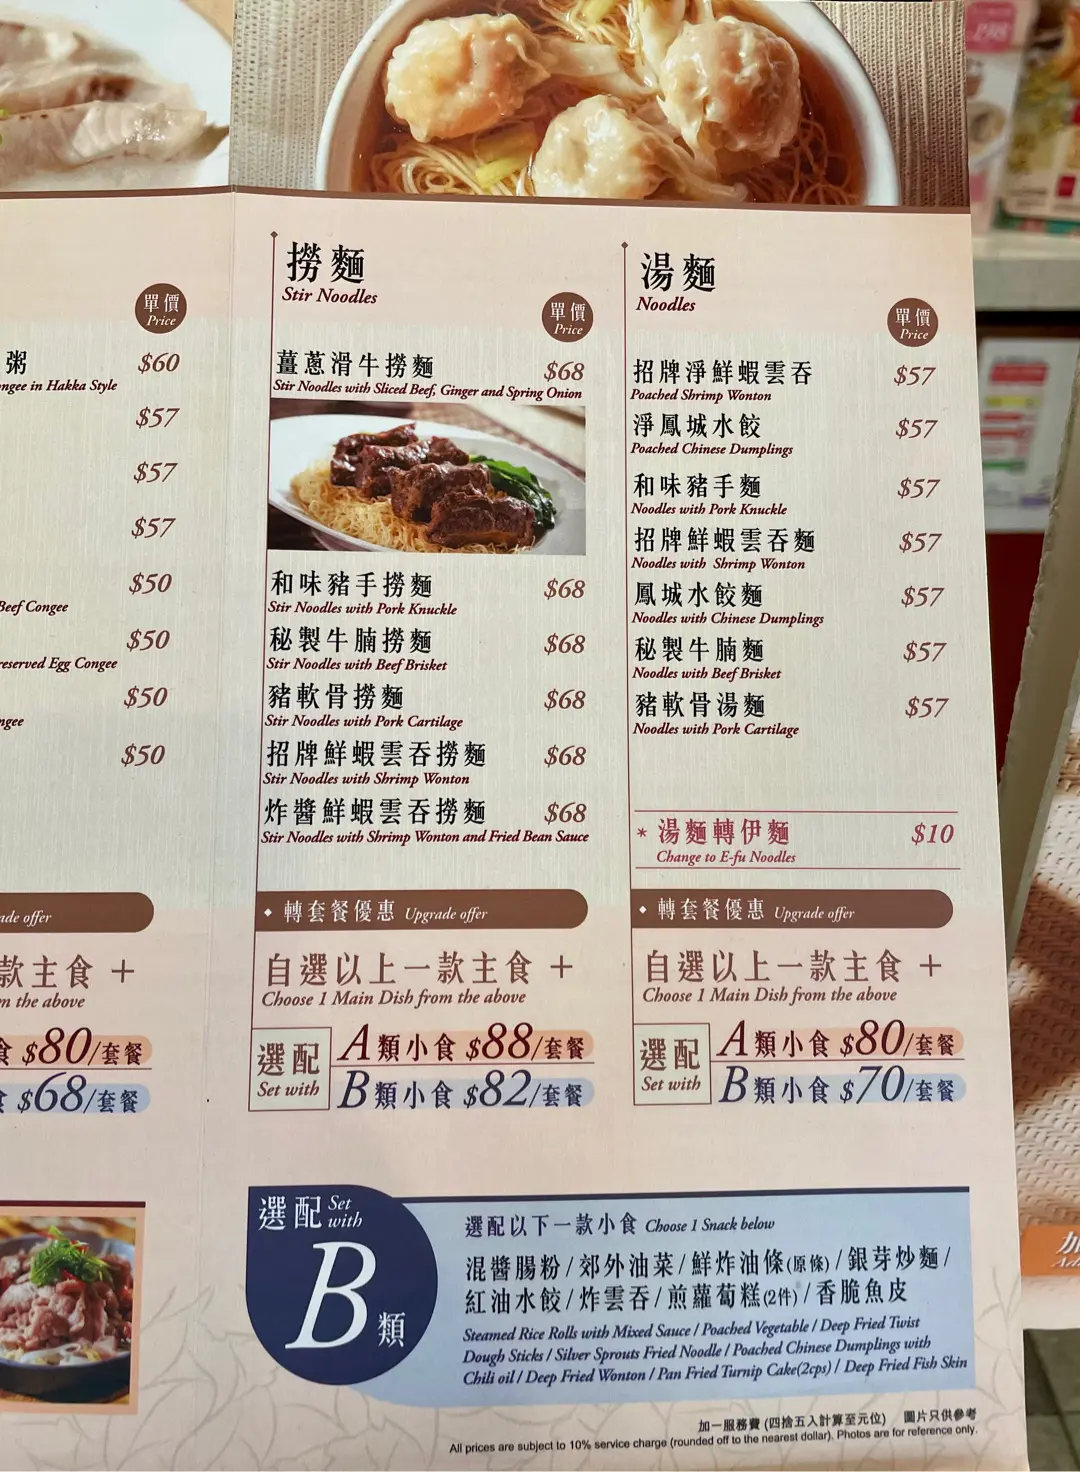 粥
ongee in Hakka Style
單價
Price
$60
$57
$57
$57
$50
Beef Congee
$50
reserved Egg Congee
$50
ngee
$50
ade offer
款主食 +
m the above
食 $80/套餐
食 $68/套餐
撈麵
Stir Noodles
單價
Price
薑蔥滑牛撈麵 $68
Stir Noodles with Sliced Beef, Ginger and Spring Onion
和味豬手撈麵 $68
Stir Noodles with Pork Knuckle
秘製牛腩撈麵 $68
Stir Noodles with Beef Brisket
豬軟骨撈麵 $68
Stir Noodles with Pork Cartilage
招牌鮮蝦雲吞撈麵 $68
Stir Noodles with Shrimp Wonton
炸醬鮮蝦雲吞撈麵 $68
Stir Noodles with Shrimp Wonton and Fried Bean Sauce
轉套餐優惠 Upgrade offer
自選以上一款主食 +
Choose 1 Main Dish from the above
選配
Set with
A類小食 $88/套餐
B類小食 $82/套餐
湯麵
Noodles
單價
Price
招牌淨鮮蝦雲吞 $57
Poached Shrimp Wonton
淨鳳城水餃 $57
Poached Chinese Dumplings
和味豬手麵 $57
Noodles with Pork Knuckle
招牌鮮蝦雲吞麵 $57
Noodles with Shrimp Wonton
鳳城水餃麵 $57
Noodles with Chinese Dumplings
秘製牛腩麵 $57
Noodles with Beef Brisket
豬軟骨湯麵 $57
Noodles with Pork Cartilage
* 湯麵轉伊麵 $10
Change to E-fu Noodles
轉套餐優惠 Upgrade offer
自選以上一款主食 +
Choose 1 Main Dish from the above
選配
Set with
A類小食 $80/套餐
B類小食 $70/套餐
選配 Set with
B類
選配以下一款小食 Choose 1 Snack below
混醬腸粉/郊外油菜/鮮炸油條(原條)/銀芽炒麵/
紅油水餃/炸雲吞/煎蘿蔔糕(2件)/香脆魚皮
Steamed Rice Rolls with Mixed Sauce / Poached Vegetable / Deep Fried Twist
Dough Sticks / Silver Sprouts Fried Noodle / Poached Chinese Dumplings with
Chili oil / Deep Fried Wonton / Pan Fried Turnip Cake(2cps) / Deep Fried Fish Skin
加一服務費 (四捨五入計算至元位) 圖片只供參考
All prices are subject to 10% service charge (rounded off to the nearest dollar). Photos are for reference only.
加